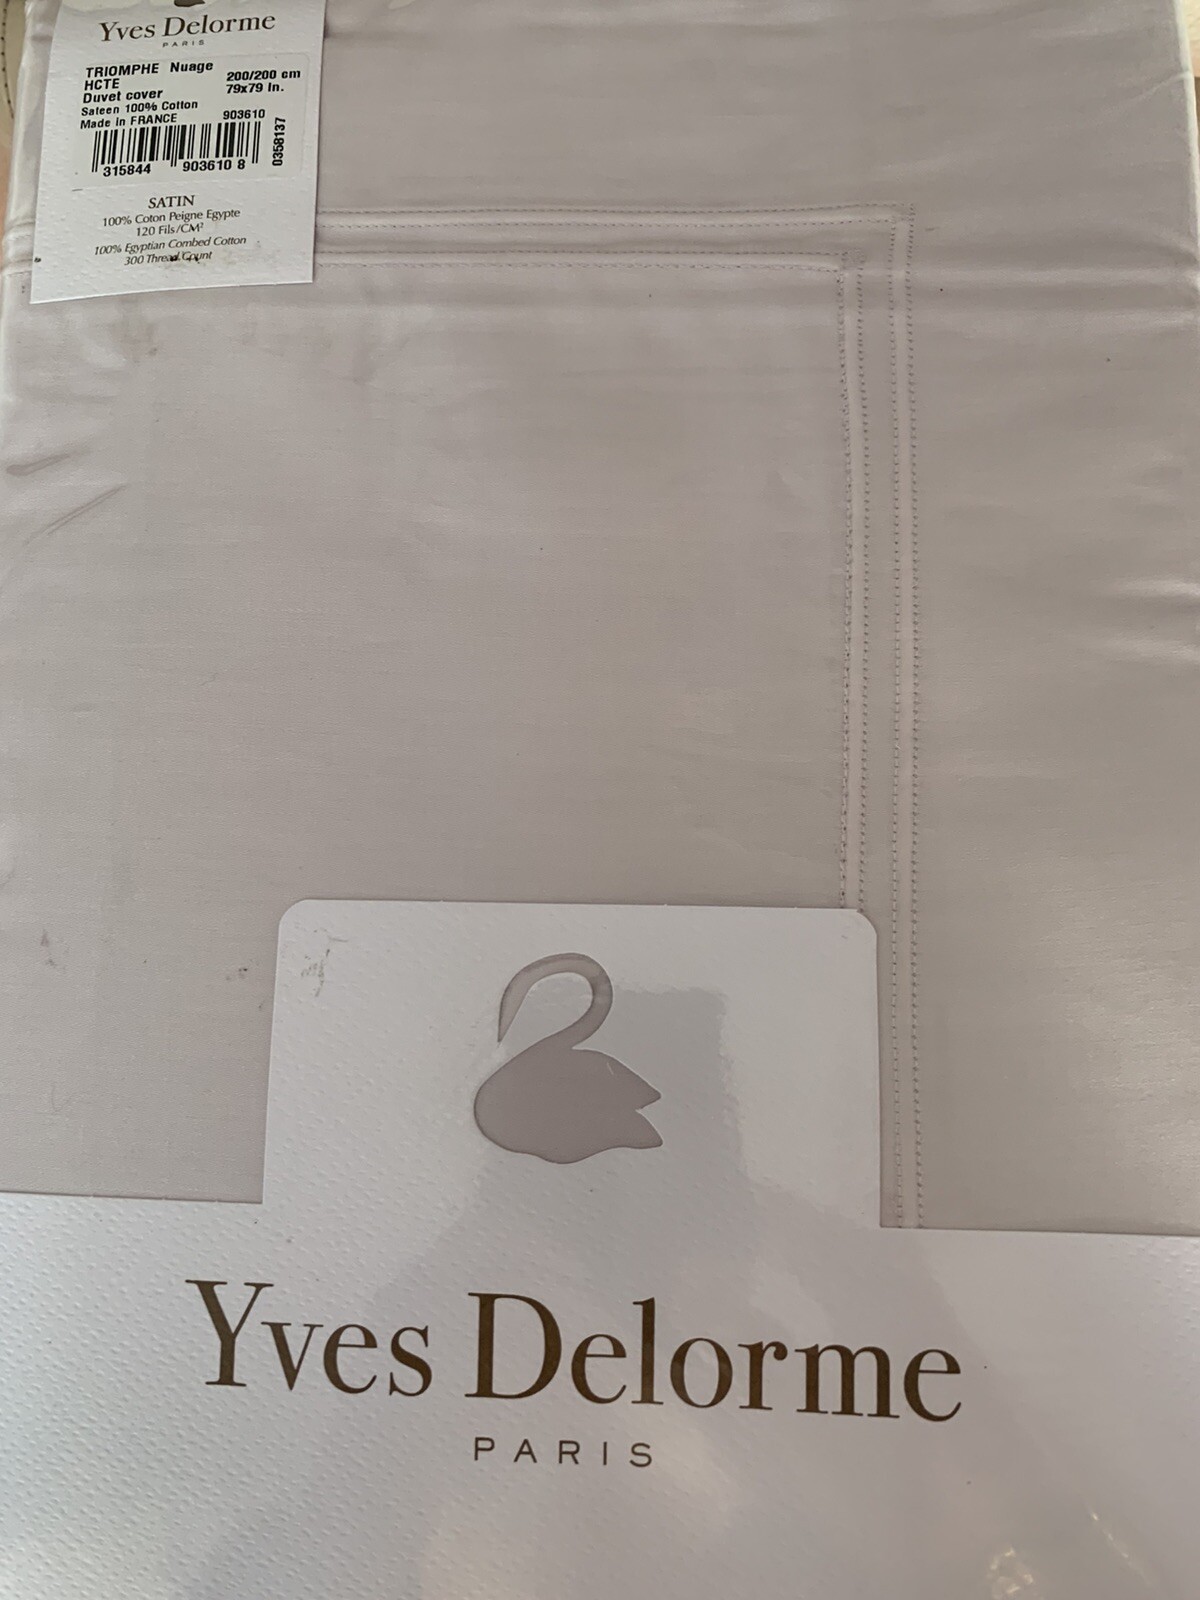 Yves Delorme
PARIS
TRIOMPHE Nuage
HCTE
200/200 cm
Duvet cover
79x79 In.
Sateen 100% Cotton
Made in FRANCE
903610
315844 903610 8
0358137
SATIN
100% Coton Peigne Egypte
120 Fils/CM²
100% Egyptian Combed Cotton
300 Thread Count
Yves Delorme
PARIS